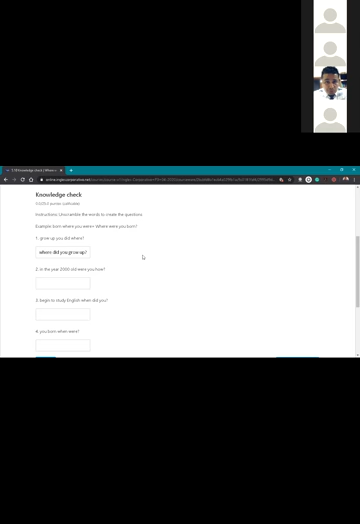 Knowledge check
Instructions: Unscramble the words to create the questions
Example: born where you were? Where were you born?
1. grow up you did where?
where did you grow up?
2. in the year 2000 old were you how?
3. begin to study English when did you?
4. you born when were?